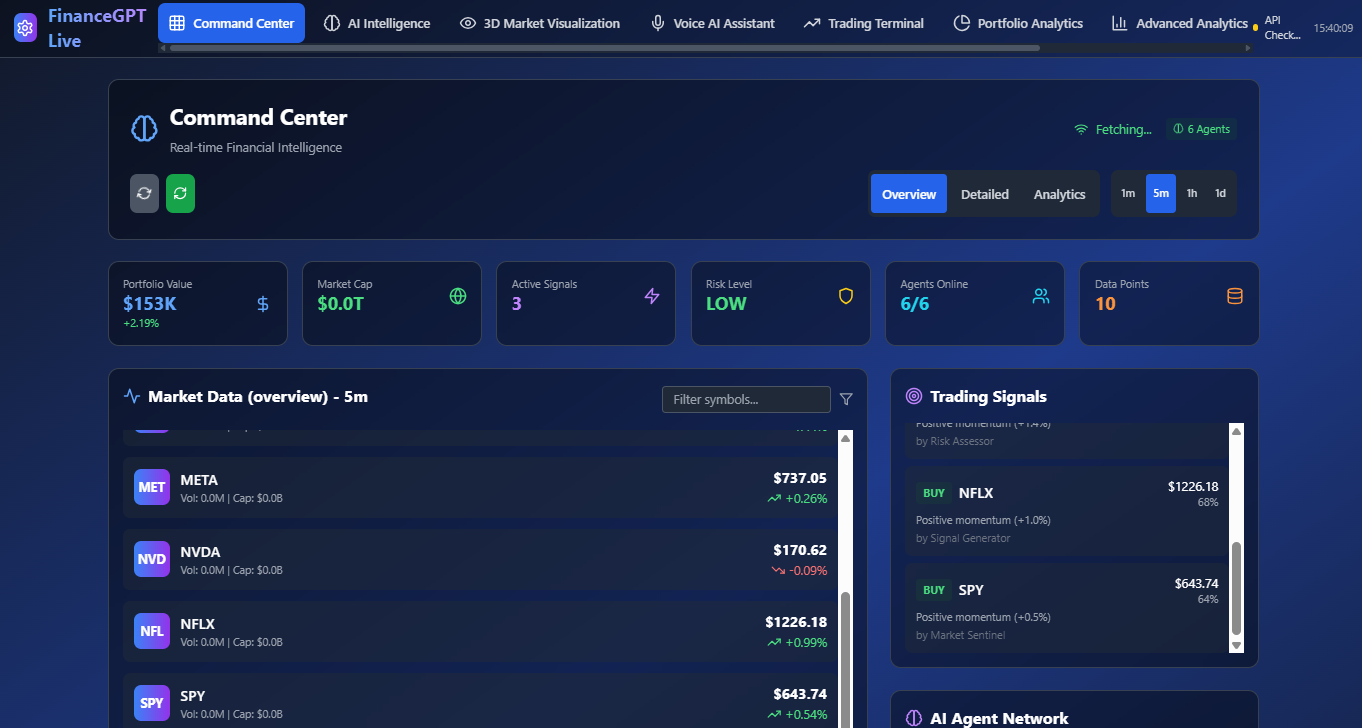 FinanceGPT
Live
Command Center
AI Intelligence
3D Market Visualization
Voice AI Assistant
Trading Terminal
Portfolio Analytics
Advanced Analytics
API
Check...
15:40:09
Command Center
Real-time Financial Intelligence
Fetching...
6 Agents
Overview
Detailed
Analytics
1m
5m
1h
1d
Portfolio Value
$153K
+2.19%
Market Cap
$0.0T
Active Signals
3
Risk Level
LOW
Agents Online
6/6
Data Points
10
Market Data (overview) - 5m
Filter symbols...
MET
META
Vol: 0.0M | Cap: $0.0B
$737.05
+0.26%
NVD
NVDA
Vol: 0.0M | Cap: $0.0B
$170.62
-0.09%
NFL
NFLX
Vol: 0.0M | Cap: $0.0B
$1226.18
+0.99%
SPY
SPY
Vol: 0.0M | Cap: $0.0B
$643.74
+0.54%
Trading Signals
Positive momentum (+1.4%)
by Risk Assessor
BUY
NFLX
$1226.18
68%
Positive momentum (+1.0%)
by Signal Generator
BUY
SPY
$643.74
64%
Positive momentum (+0.5%)
by Market Sentinel
AI Agent Network